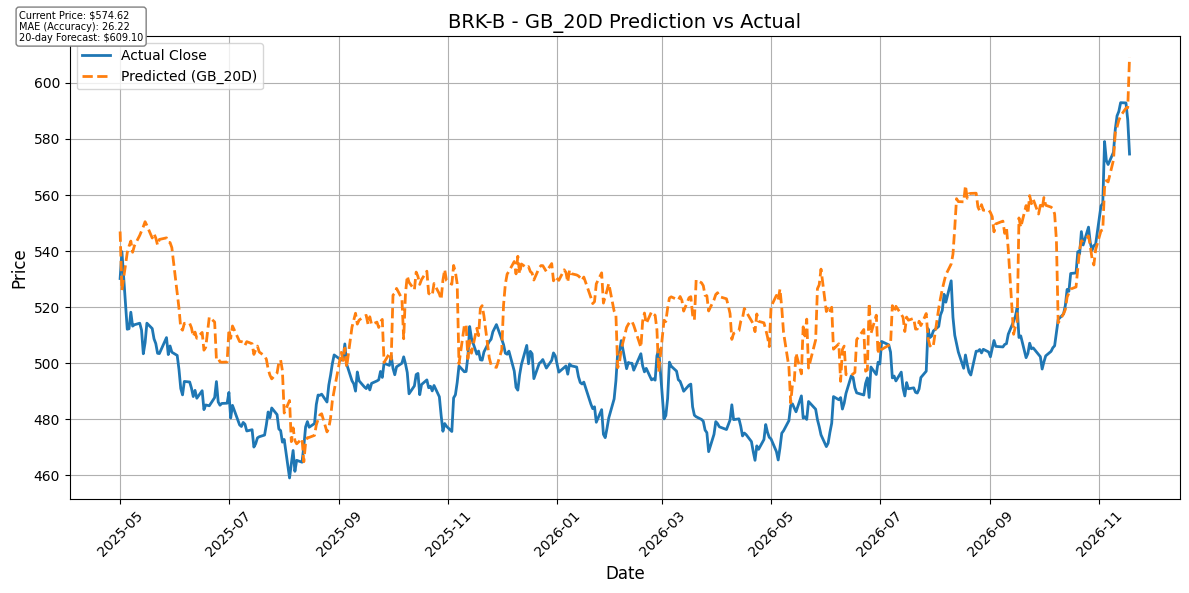 BRK-B - GB_20D Prediction vs Actual
Current Price: $574.62
MAE (Accuracy): 26.22
20-day Forecast: $609.10
Actual Close
Predicted (GB_20D)
Price
600
580
560
540
520
500
480
460
2025-05
2025-07
2025-09
2025-11
2026-01
2026-03
2026-05
2026-07
2026-09
2026-11
Date